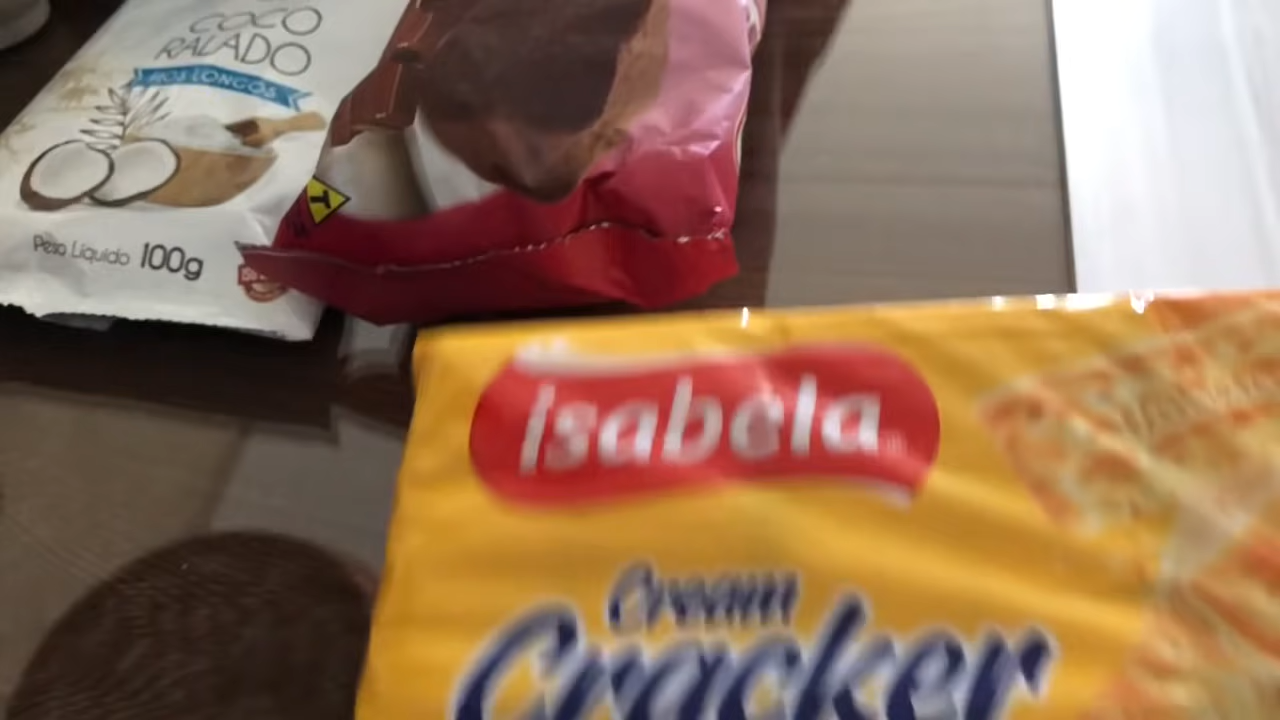 COCO
RALADO
FIOS LONGOS
Peso Líquido 100g
T
Isabela
Cream
Cracker